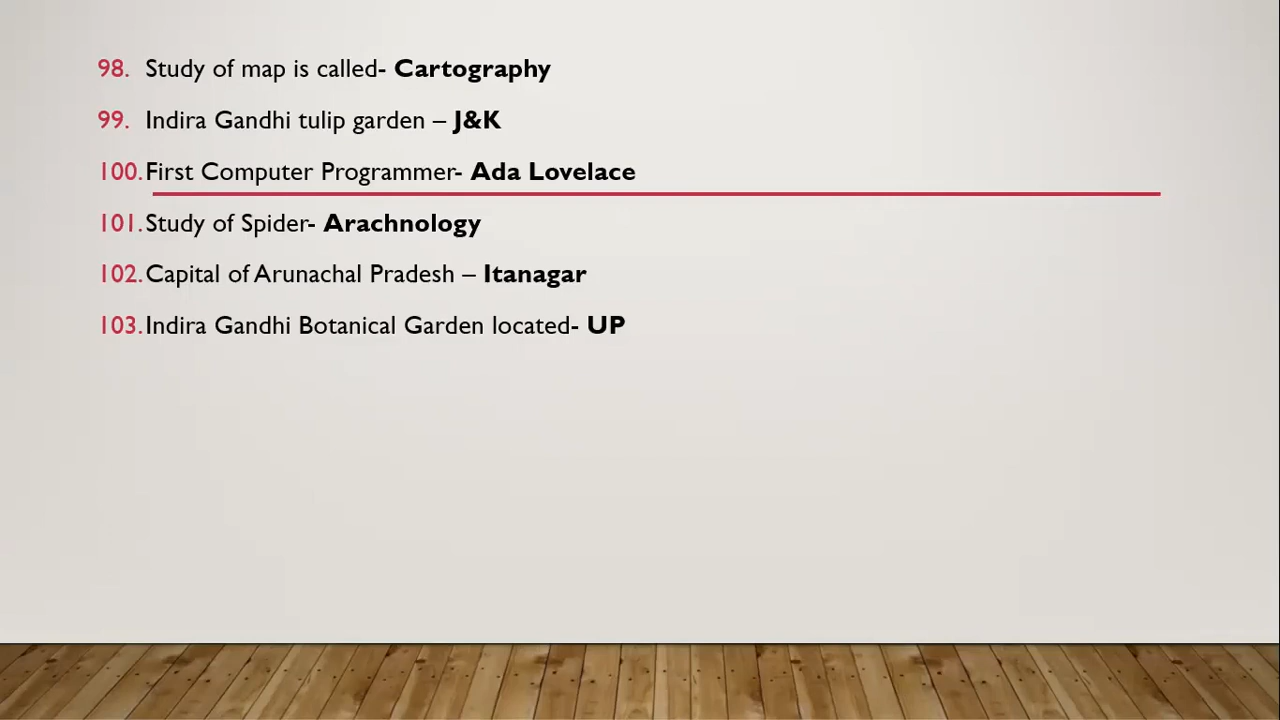 98. Study of map is called- Cartography
99. Indira Gandhi tulip garden – J&K
100. First Computer Programmer- Ada Lovelace
101. Study of Spider- Arachnology
102. Capital of Arunachal Pradesh – Itanagar
103. Indira Gandhi Botanical Garden located- UP